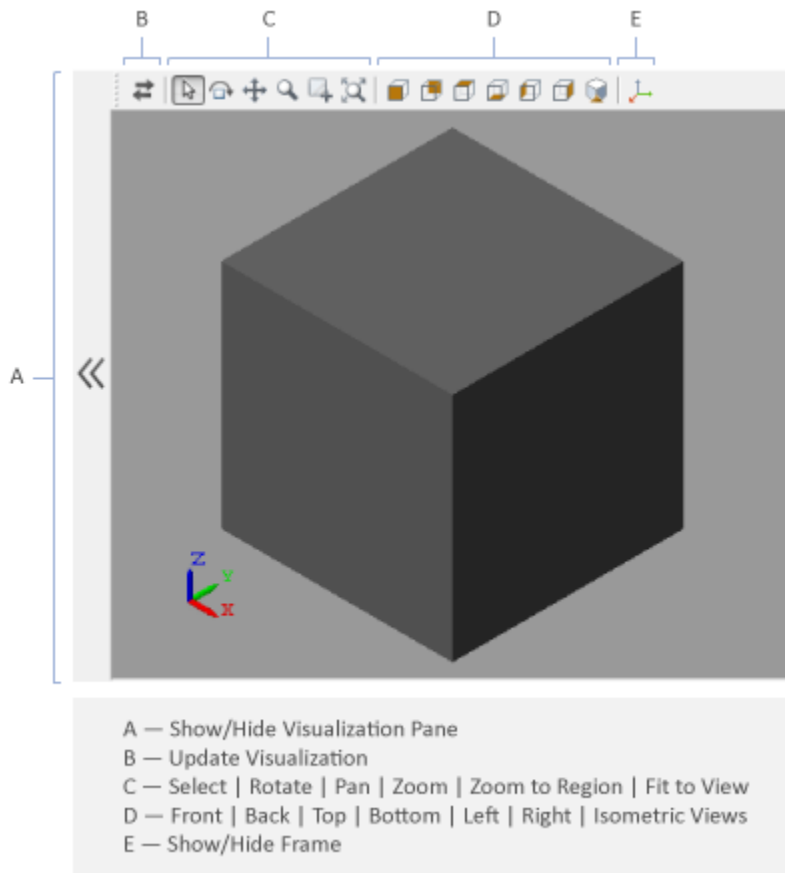 B C D E
A
Z
Y
X
A — Show/Hide Visualization Pane
B — Update Visualization
C — Select | Rotate | Pan | Zoom | Zoom to Region | Fit to View
D — Front | Back | Top | Bottom | Left | Right | Isometric Views
E — Show/Hide Frame